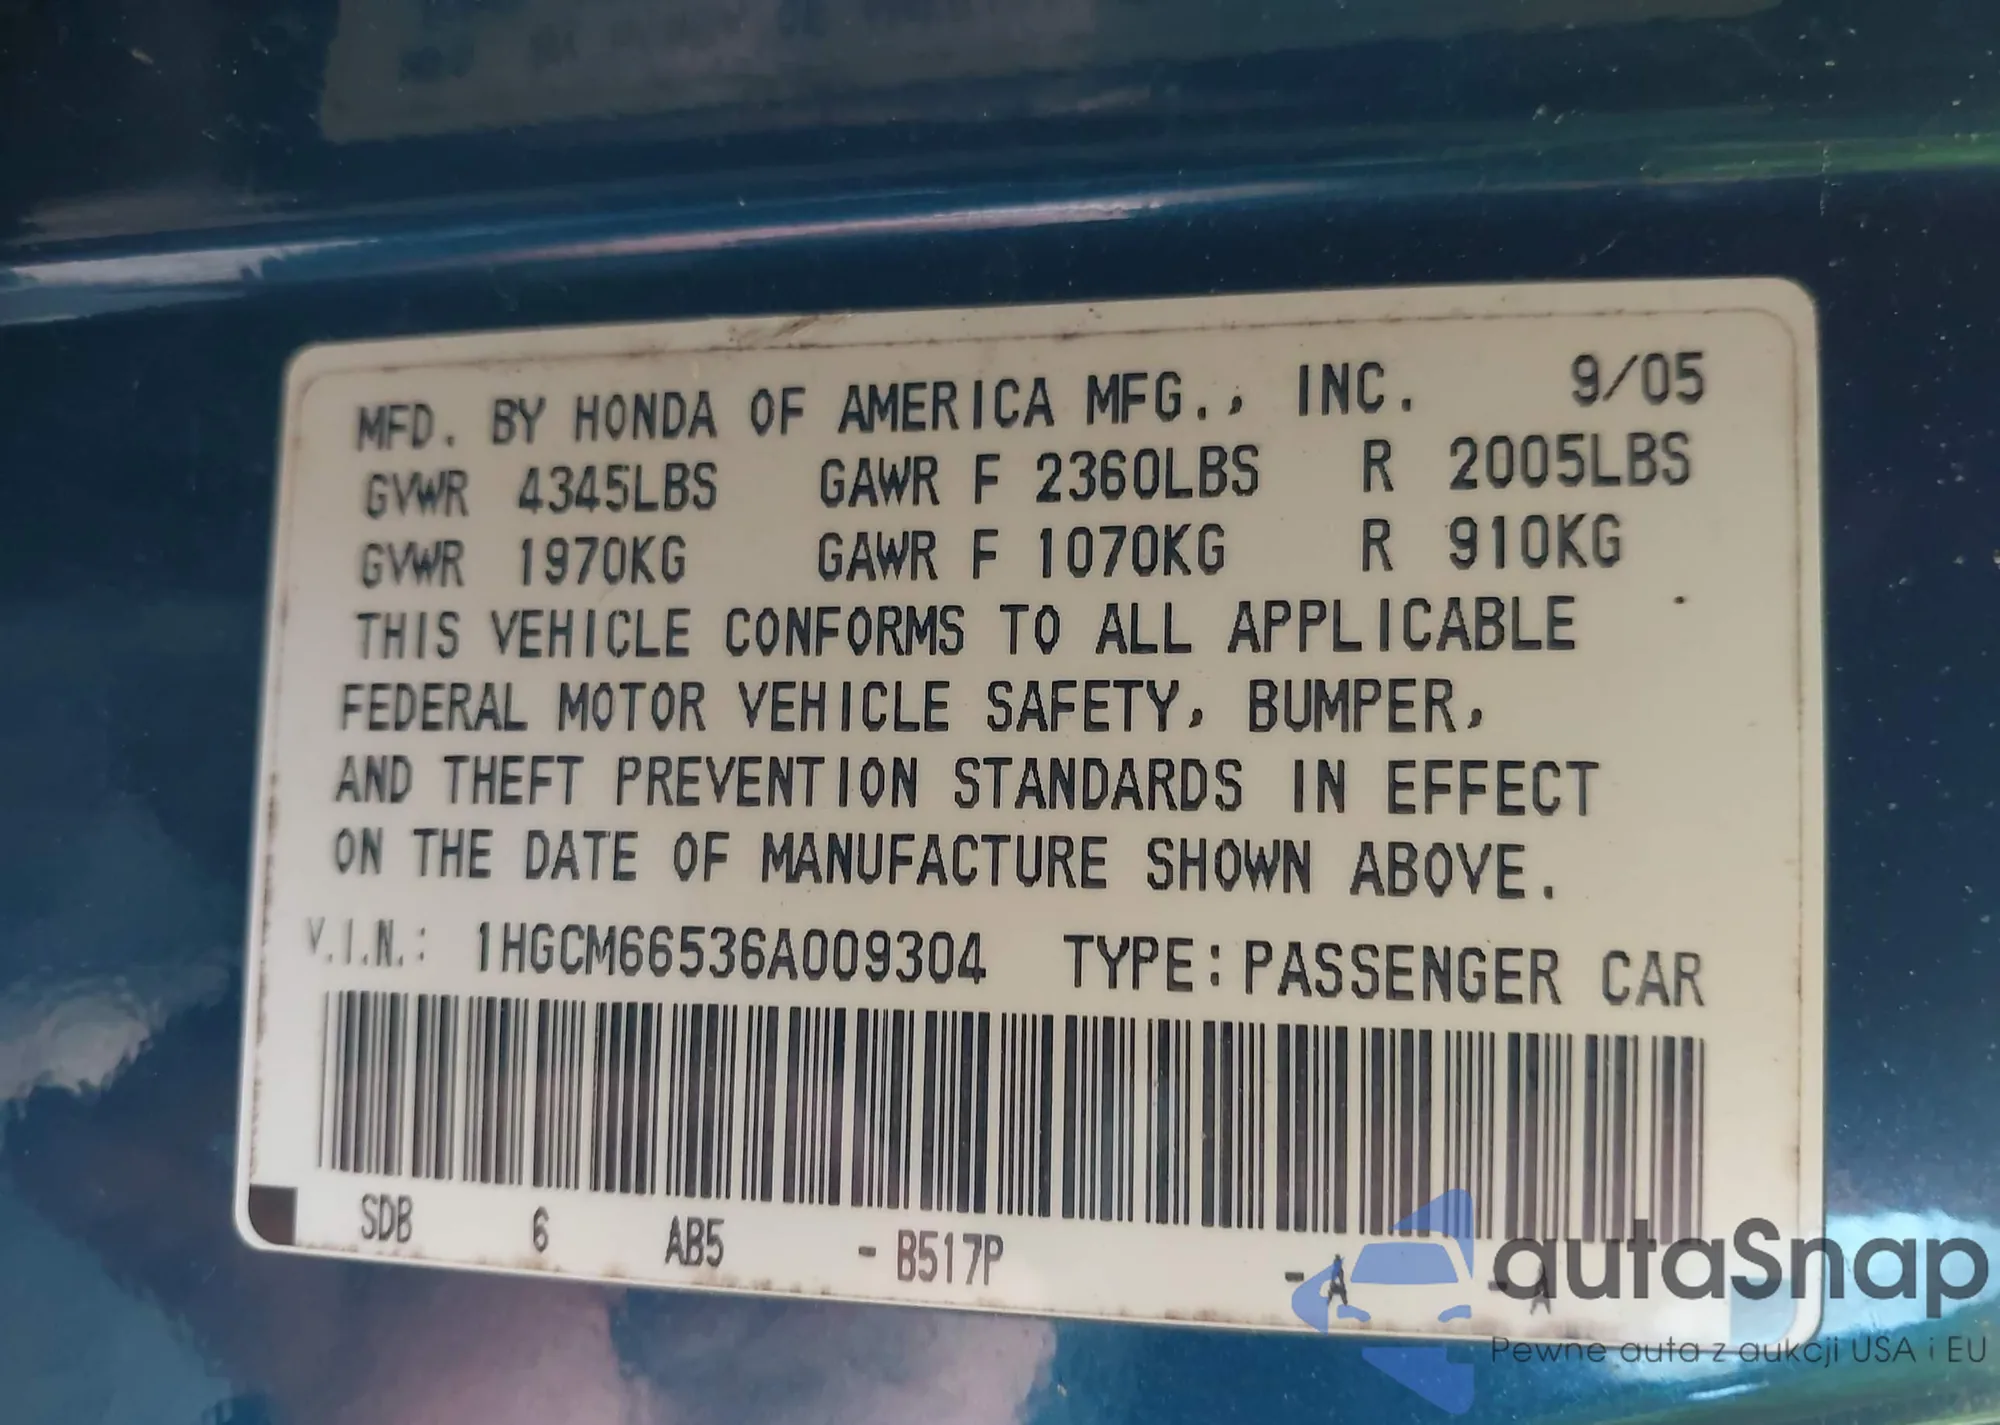 MFD. BY HONDA OF AMERICA MFG., INC. 9/05
GVWR 4345LBS GAWR F 2360LBS R 2005LBS
GVWR 1970KG GAWR F 1070KG R 910KG
THIS VEHICLE CONFORMS TO ALL APPLICABLE
FEDERAL MOTOR VEHICLE SAFETY, BUMPER,
AND THEFT PREVENTION STANDARDS IN EFFECT
ON THE DATE OF MANUFACTURE SHOWN ABOVE.
V.I.N.: 1HGCM66536A009304 TYPE:PASSENGER CAR
SDB 6 AB5 - B517P - A - A
autaSnap
Pewne auta z aukcji USA i EU